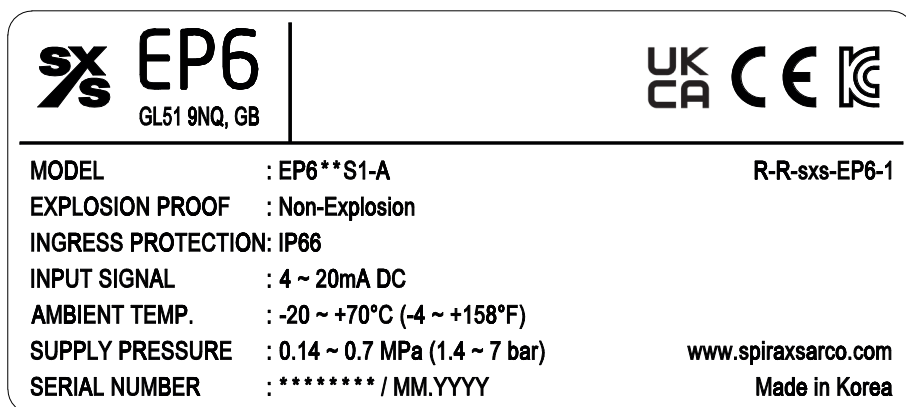 sxs EP6
GL51 9NQ, GB
UK
CA CE
MODEL : EP6**S1-A R-R-sxs-EP6-1
EXPLOSION PROOF : Non-Explosion
INGRESS PROTECTION: IP66
INPUT SIGNAL : 4 ~ 20mA DC
AMBIENT TEMP. : -20 ~ +70°C (-4 ~ +158°F)
SUPPLY PRESSURE : 0.14 ~ 0.7 MPa (1.4 ~ 7 bar) www.spiraxsarco.com
SERIAL NUMBER : ******** / MM.YYYY Made in Korea